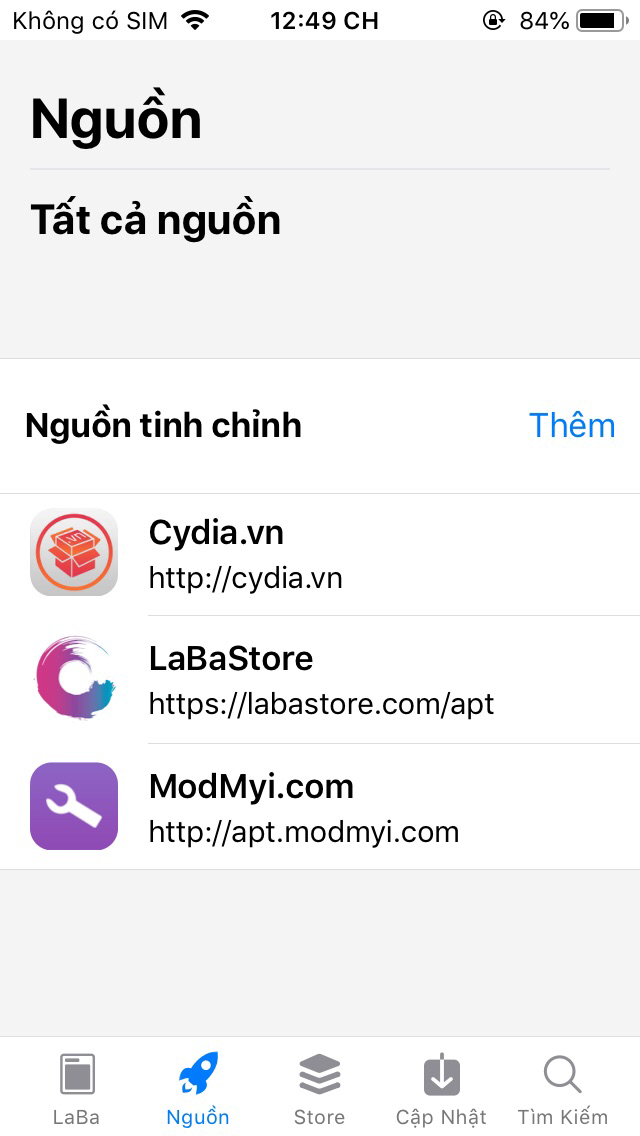 Không có SIM 12:49 CH 84%
Nguồn
Tất cả nguồn
Nguồn tinh chỉnh Thêm
VN
Cydia.vn
http://cydia.vn
LaBaStore
https://labastore.com/apt
ModMyi.com
http://apt.modmyi.com
LaBa Nguồn Store Cập Nhật Tìm Kiếm